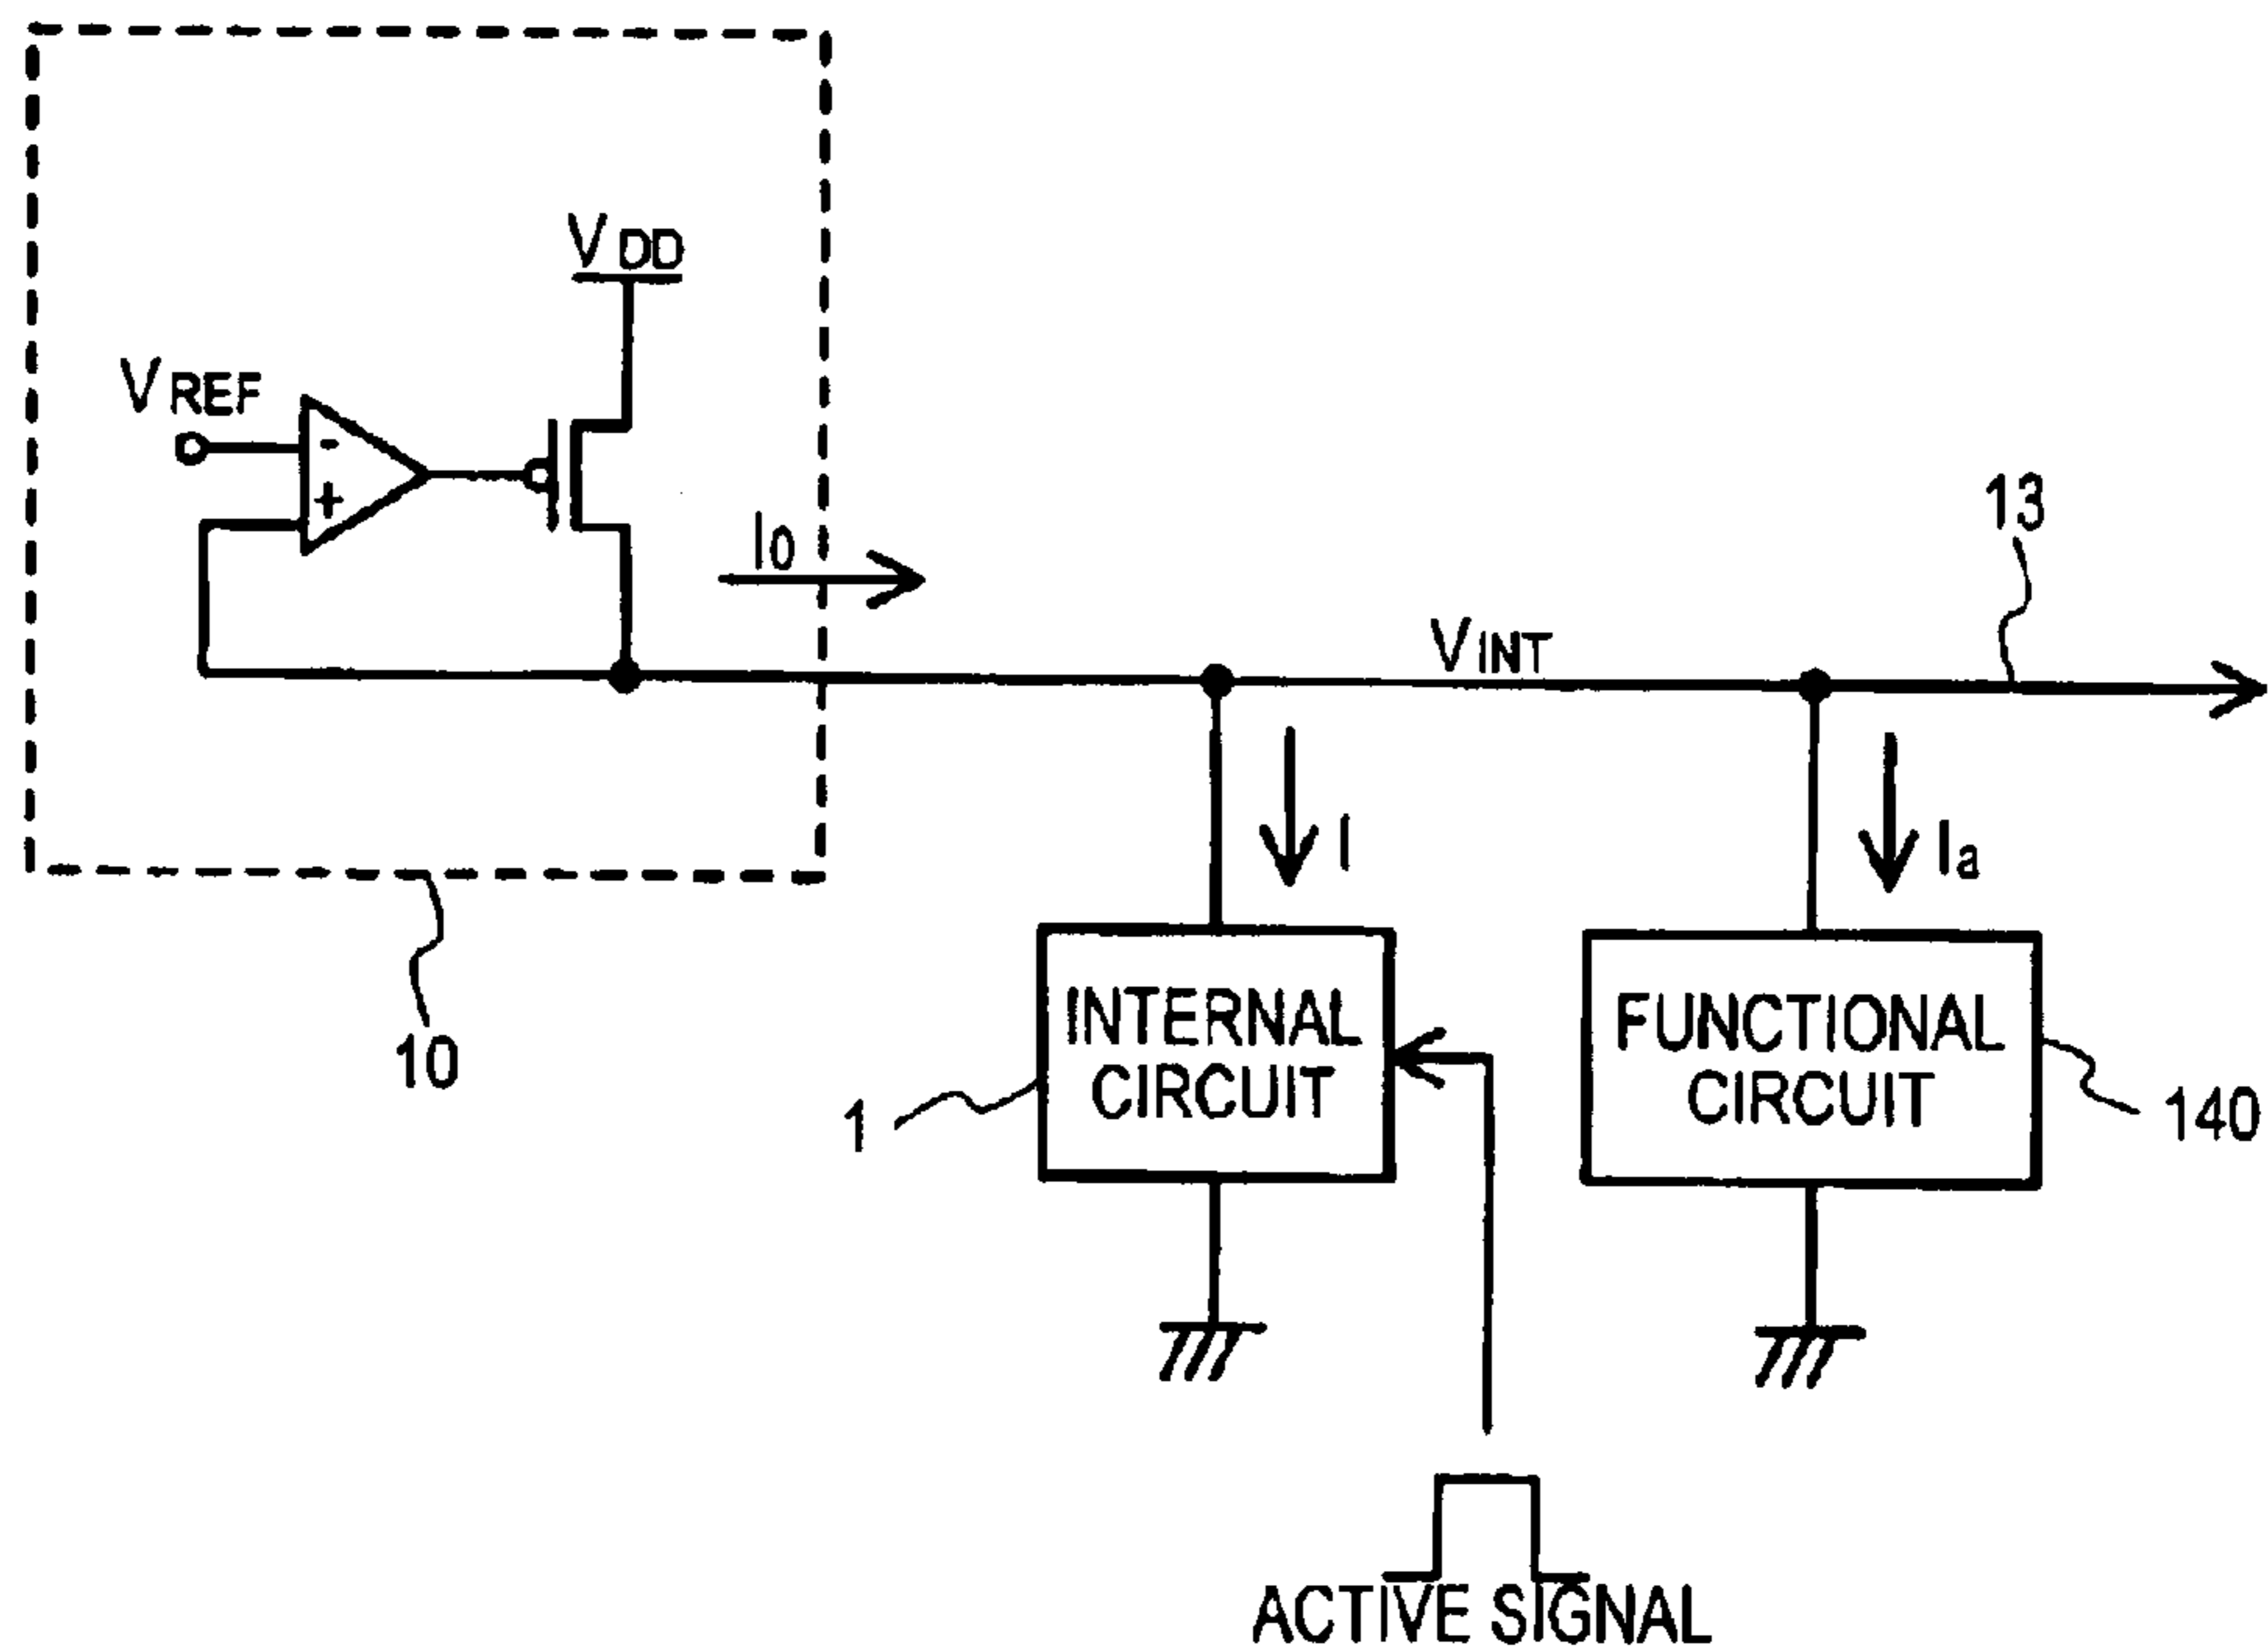 VDD
VREF
-
+
I0
13
VINT
I
Ia
10
INTERNAL
CIRCUIT
FUNCTIONAL
CIRCUIT
1
140
ACTIVE SIGNAL